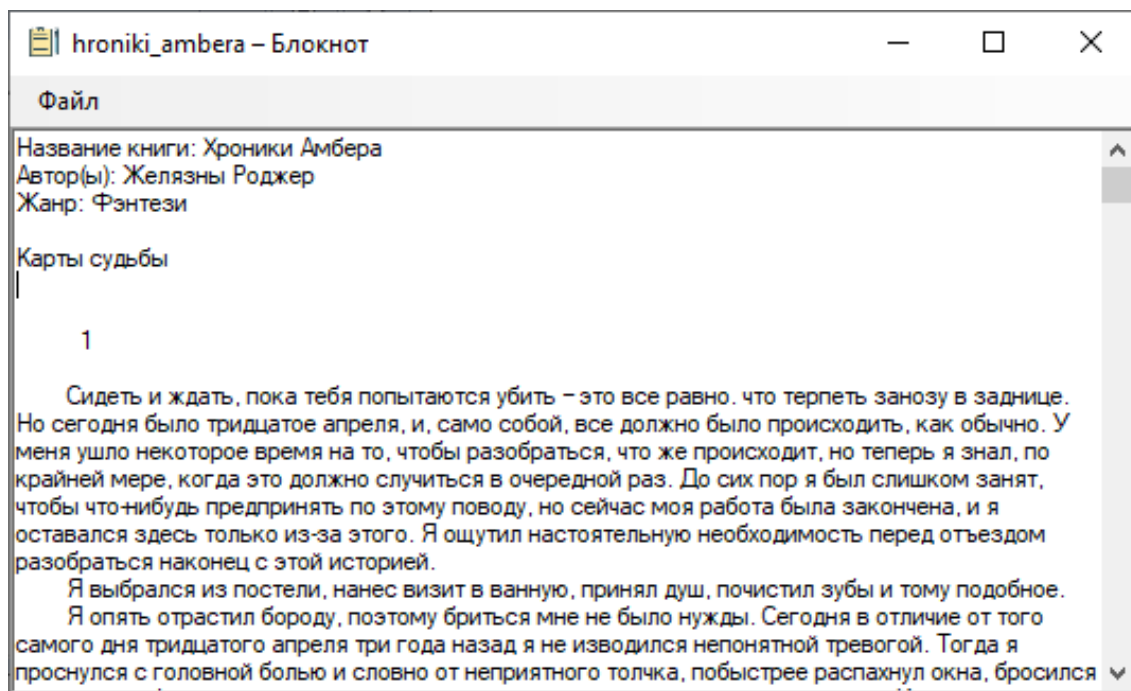 hroniki_ambera – Блокнот
Файл
Название книги: Хроники Амбера
Автор(ы): Желязны Роджер
Жанр: Фэнтези
Карты судьбы
1
Сидеть и ждать, пока тебя попытаются убить – это все равно. что терпеть занозу в заднице.
Но сегодня было тридцатое апреля, и, само собой, все должно было происходить, как обычно. У
меня ушло некоторое время на то, чтобы разобраться, что же происходит, но теперь я знал, по
крайней мере, когда это должно случиться в очередной раз. До сих пор я был слишком занят,
чтобы что-нибудь предпринять по этому поводу, но сейчас моя работа была закончена, и я
оставался здесь только из-за этого. Я ощутил настоятельную необходимость перед отъездом
разобраться наконец с этой историей.
Я выбрался из постели, нанес визит в ванную, принял душ, почистил зубы и тому подобное.
Я опять отрастил бороду, поэтому бриться мне не было нужды. Сегодня в отличие от того
самого дня тридцатого апреля три года назад я не изводился непонятной тревогой. Тогда я
проснулся с головной болью и словно от неприятного толчка, побыстрее распахнул окна, бросился